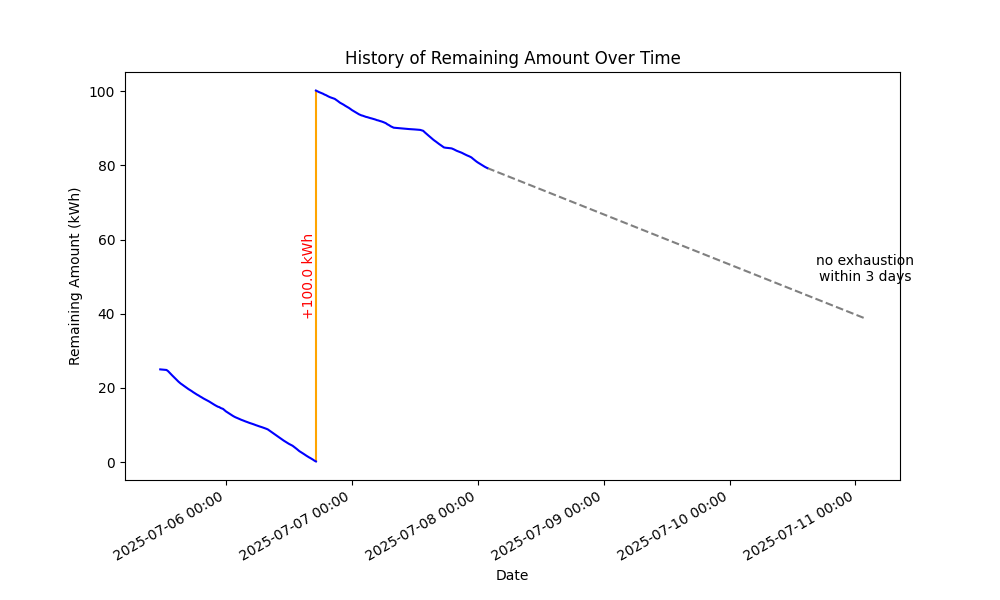 History of Remaining Amount Over Time
Remaining Amount (kWh)
100
80
60
40
20
0
+100.0 kWh
no exhaustion
within 3 days
2025-07-06 00:00
2025-07-07 00:00
2025-07-08 00:00
2025-07-09 00:00
2025-07-10 00:00
2025-07-11 00:00
Date